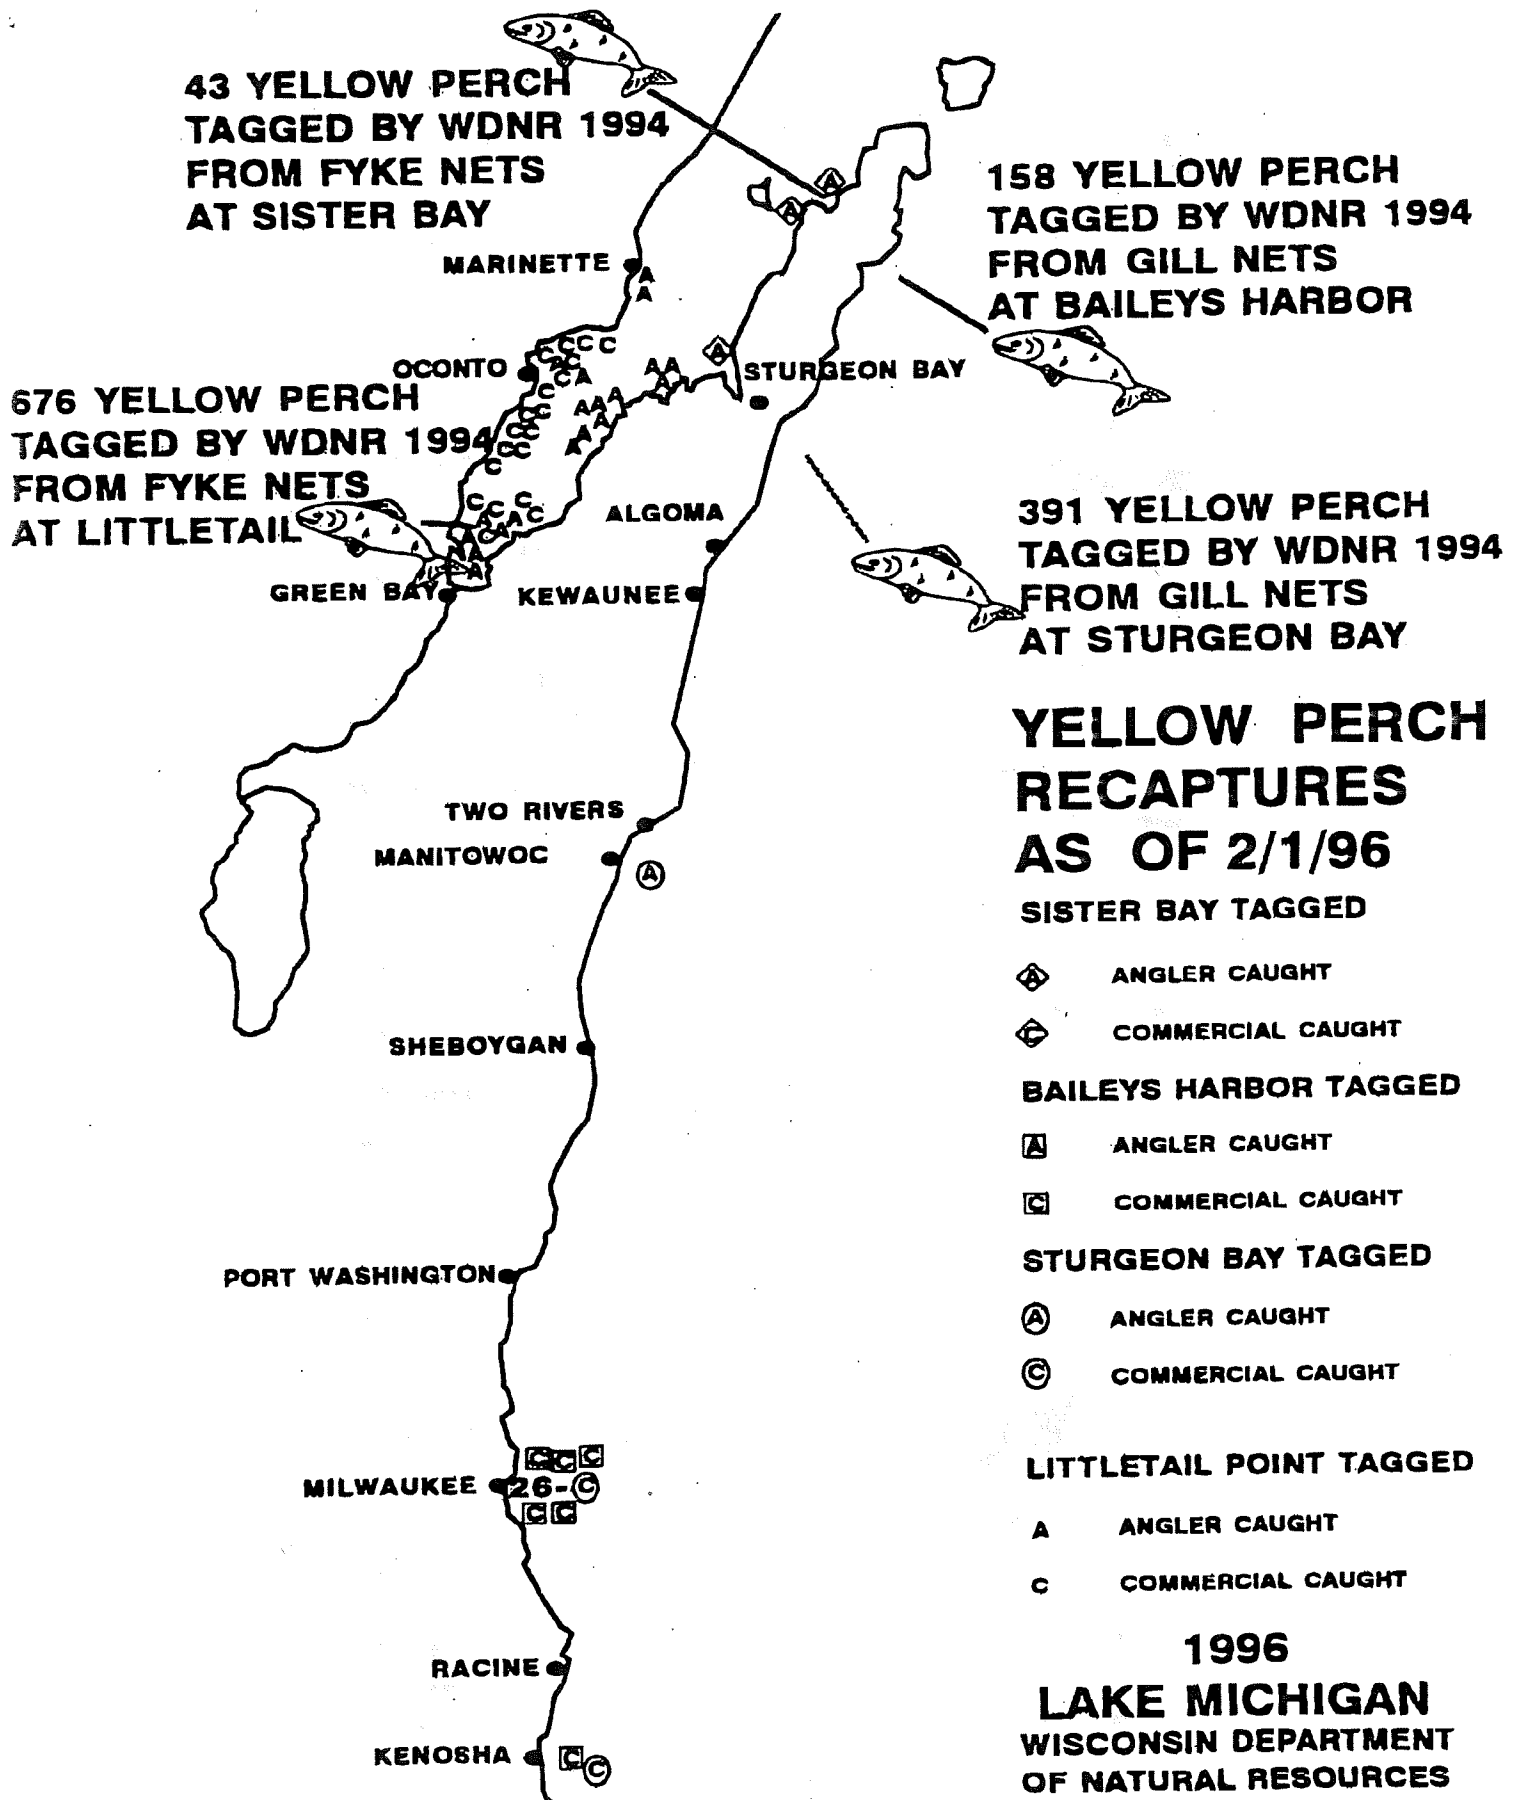 43 YELLOW PERCH
TAGGED BY WDNR 1994
FROM FYKE NETS
AT SISTER BAY
158 YELLOW PERCH
TAGGED BY WDNR 1994
FROM GILL NETS
AT BAILEYS HARBOR
MARINETTE
A
A
A
A
OCONTO
C C C C
A C
C A
A
STURGEON BAY
A A
A
676 YELLOW PERCH
TAGGED BY WDNR 1994
FROM FYKE NETS
AT LITTLETAIL
391 YELLOW PERCH
TAGGED BY WDNR 1994
FROM GILL NETS
AT STURGEON BAY
ALGOMA
GREEN BAY
KEWAUNEE
TWO RIVERS
MANITOWOC
A
SHEBOYGAN
PORT WASHINGTON
C C C
MILWAUKEE
26-C
C C
RACINE
KENOSHA
C C
YELLOW PERCH
RECAPTURES
AS OF 2/1/96
SISTER BAY TAGGED
A ANGLER CAUGHT
C COMMERCIAL CAUGHT
BAILEYS HARBOR TAGGED
A ANGLER CAUGHT
C COMMERCIAL CAUGHT
STURGEON BAY TAGGED
A ANGLER CAUGHT
C COMMERCIAL CAUGHT
LITTLETAIL POINT TAGGED
A ANGLER CAUGHT
C COMMERCIAL CAUGHT
1996
LAKE MICHIGAN
WISCONSIN DEPARTMENT
OF NATURAL RESOURCES